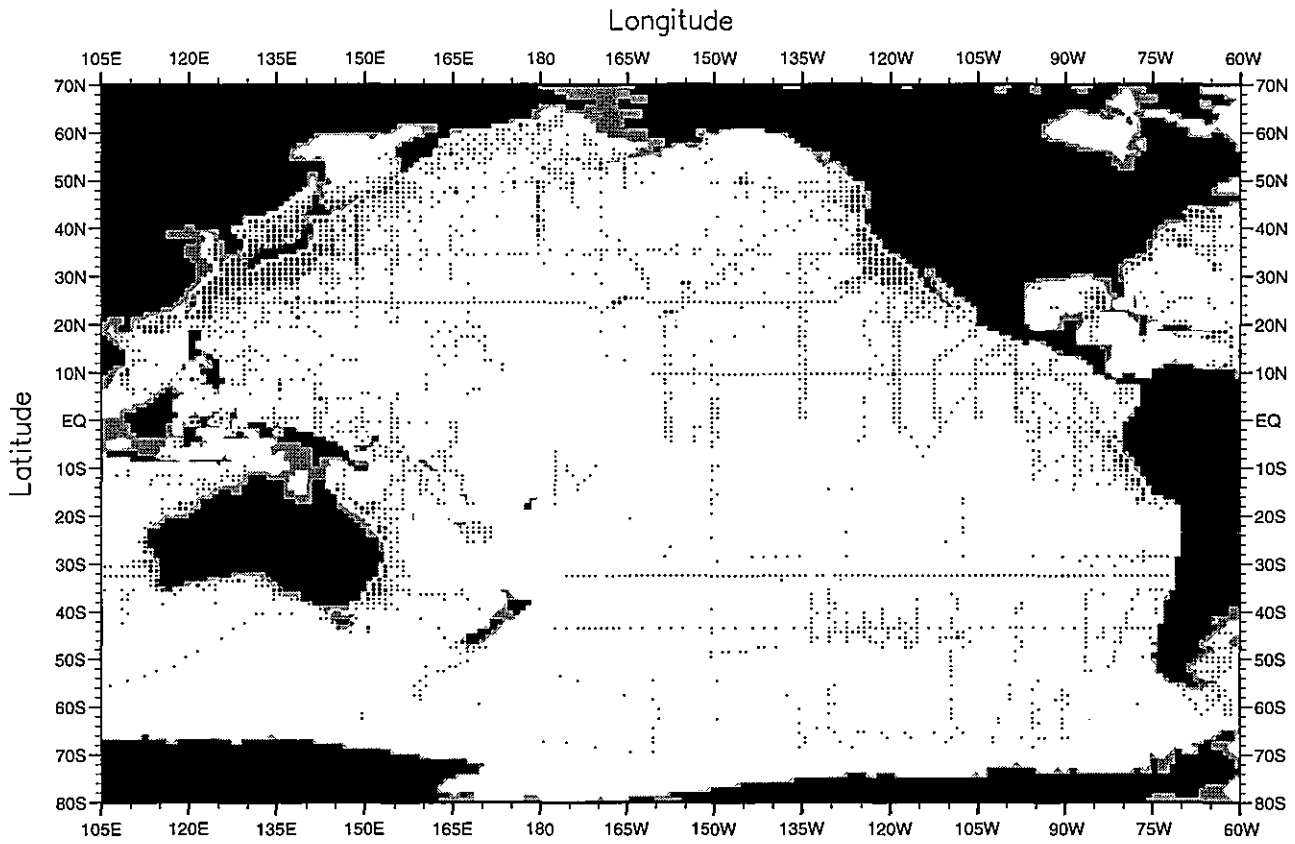 Longitude
105E 120E 135E 150E 165E 180 165W 150W 135W 120W 105W 90W 75W 60W
70N 70N
60N 60N
50N 50N
40N 40N
30N 30N
20N 20N
10N 10N
Latitude
EQ EQ
10S 10S
20S 20S
30S 30S
40S 40S
50S 50S
60S 60S
70S 70S
80S 80S
105E 120E 135E 150E 165E 180 165W 150W 135W 120W 105W 90W 75W 60W